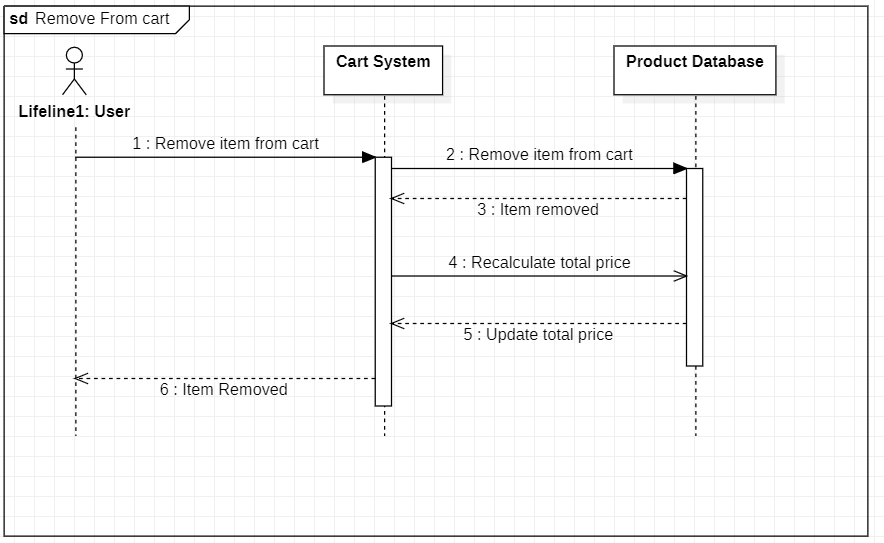 sd Remove From cart
Lifeline1: User
Cart System
Product Database
1 : Remove item from cart
2 : Remove item from cart
3 : Item removed
4 : Recalculate total price
5 : Update total price
6 : Item Removed